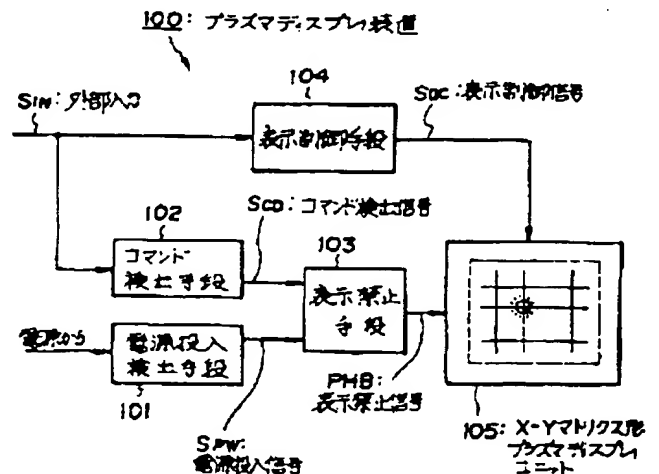 100: プラズマディスプレイ装置
104
SIN: 外部入力
SDC: 表示制御信号
表示制御手段
102
SCD: コマンド検出信号
コマンド
検出手段
103
表示禁止
手段
電源から
電源投入
検出手段
101
PHB:
表示禁止信号
SPW:
電源投入信号
105: X-Yマトリクス形
プラズマディスプレイ
ユニット